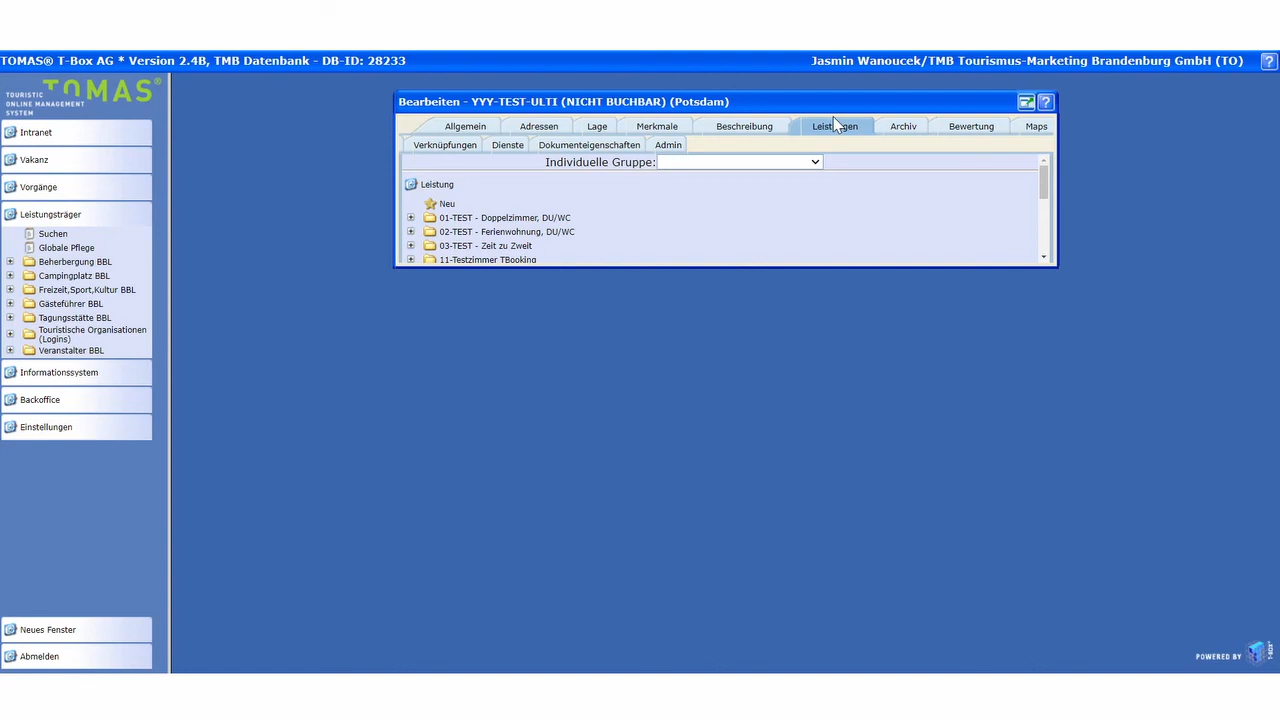 TOMAS® T-Box AG * Version 2.4B, TMB Datenbank - DB-ID: 28233
Jasmin Wanoucek/TMB Tourismus-Marketing Brandenburg GmbH (TO)
?
TOURISTIC
ONLINE MANAGEMENT
SYSTEM
TOMAS®
Intranet
Vakanz
Vorgänge
Leistungsträger
Suchen
Globale Pflege
Beherbergung BBL
Campingplatz BBL
Freizeit,Sport,Kultur BBL
Gästeführer BBL
Tagungsstätte BBL
Touristische Organisationen
(Logins)
Veranstalter BBL
Informationssystem
Backoffice
Einstellungen
Neues Fenster
Abmelden
Bearbeiten - YYY-TEST-ULTI (NICHT BUCHBAR) (Potsdam)
?
Allgemein Adressen Lage Merkmale Beschreibung Leistungen Archiv Bewertung Maps
Verknüpfungen Dienste Dokumenteigenschaften Admin
Individuelle Gruppe:
Leistung
Neu
01-TEST - Doppelzimmer, DU/WC
02-TEST - Ferienwohnung, DU/WC
03-TEST - Zeit zu Zweit
11-Testzimmer TBooking
POWERED BY
T-BOX®